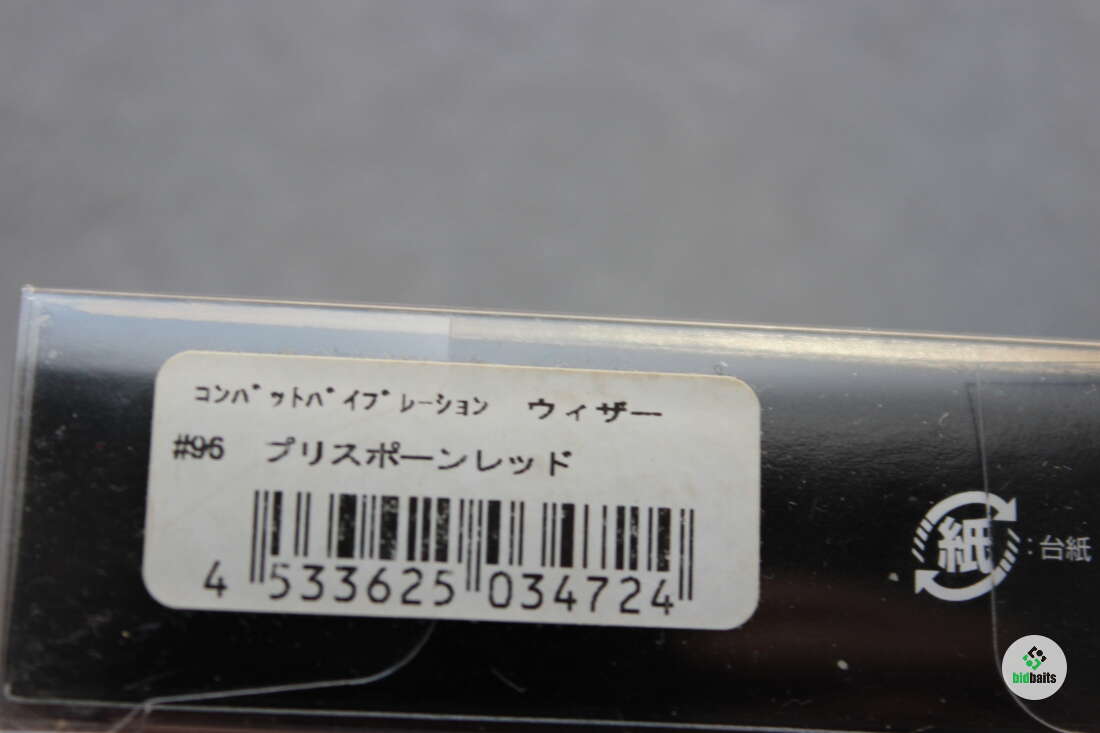 ｺﾝﾊﾞｯﾄﾊﾞｲﾌﾞﾚｰｼｮﾝ ウィザー
#96 プリスポーンレッド
4 533625 034724
紙
:台紙
bidbaits